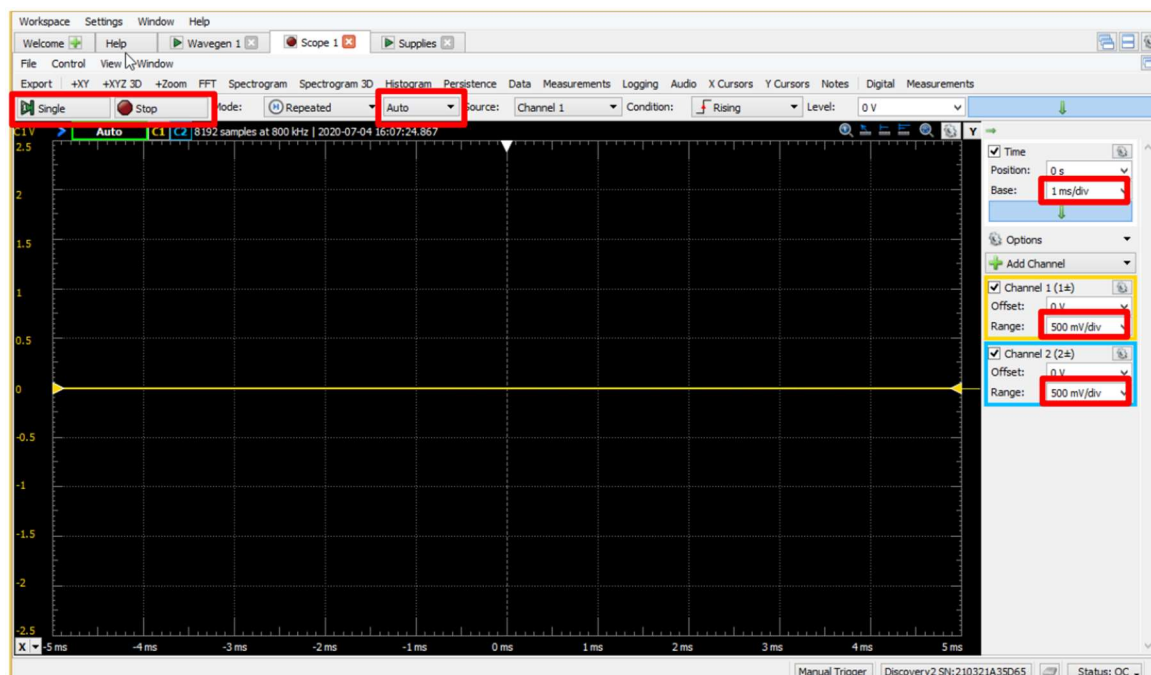 Workspace Settings Window Help
Welcome Help Wavegen 1 Scope 1 Supplies
File Control View Window
Export +XY +XYZ 3D +Zoom FFT Spectrogram Spectrogram 3D Histogram Persistence Data Measurements Logging Audio X Cursors Y Cursors Notes Digital Measurements
Single Stop Mode: Repeated Auto Source: Channel 1 Condition: Rising Level: 0 V
C1 V Auto C1 C2 8192 samples at 800 kHz | 2020-07-04 16:07:24.867 Y
2.5
Time
Position: 0 s
2
Base: 1 ms/div
1.5
Options
Add Channel
1
Channel 1 (1±)
Offset: 0 V
Range: 500 mV/div
0.5
Channel 2 (2±)
Offset: 0 V
0
Range: 500 mV/div
-0.5
-1
-1.5
-2
-2.5
X -5 ms -4 ms -3 ms -2 ms -1 ms 0 ms 1 ms 2 ms 3 ms 4 ms 5 ms
Manual Trigger Discovery2 SN:210321A35D65 Status: OC